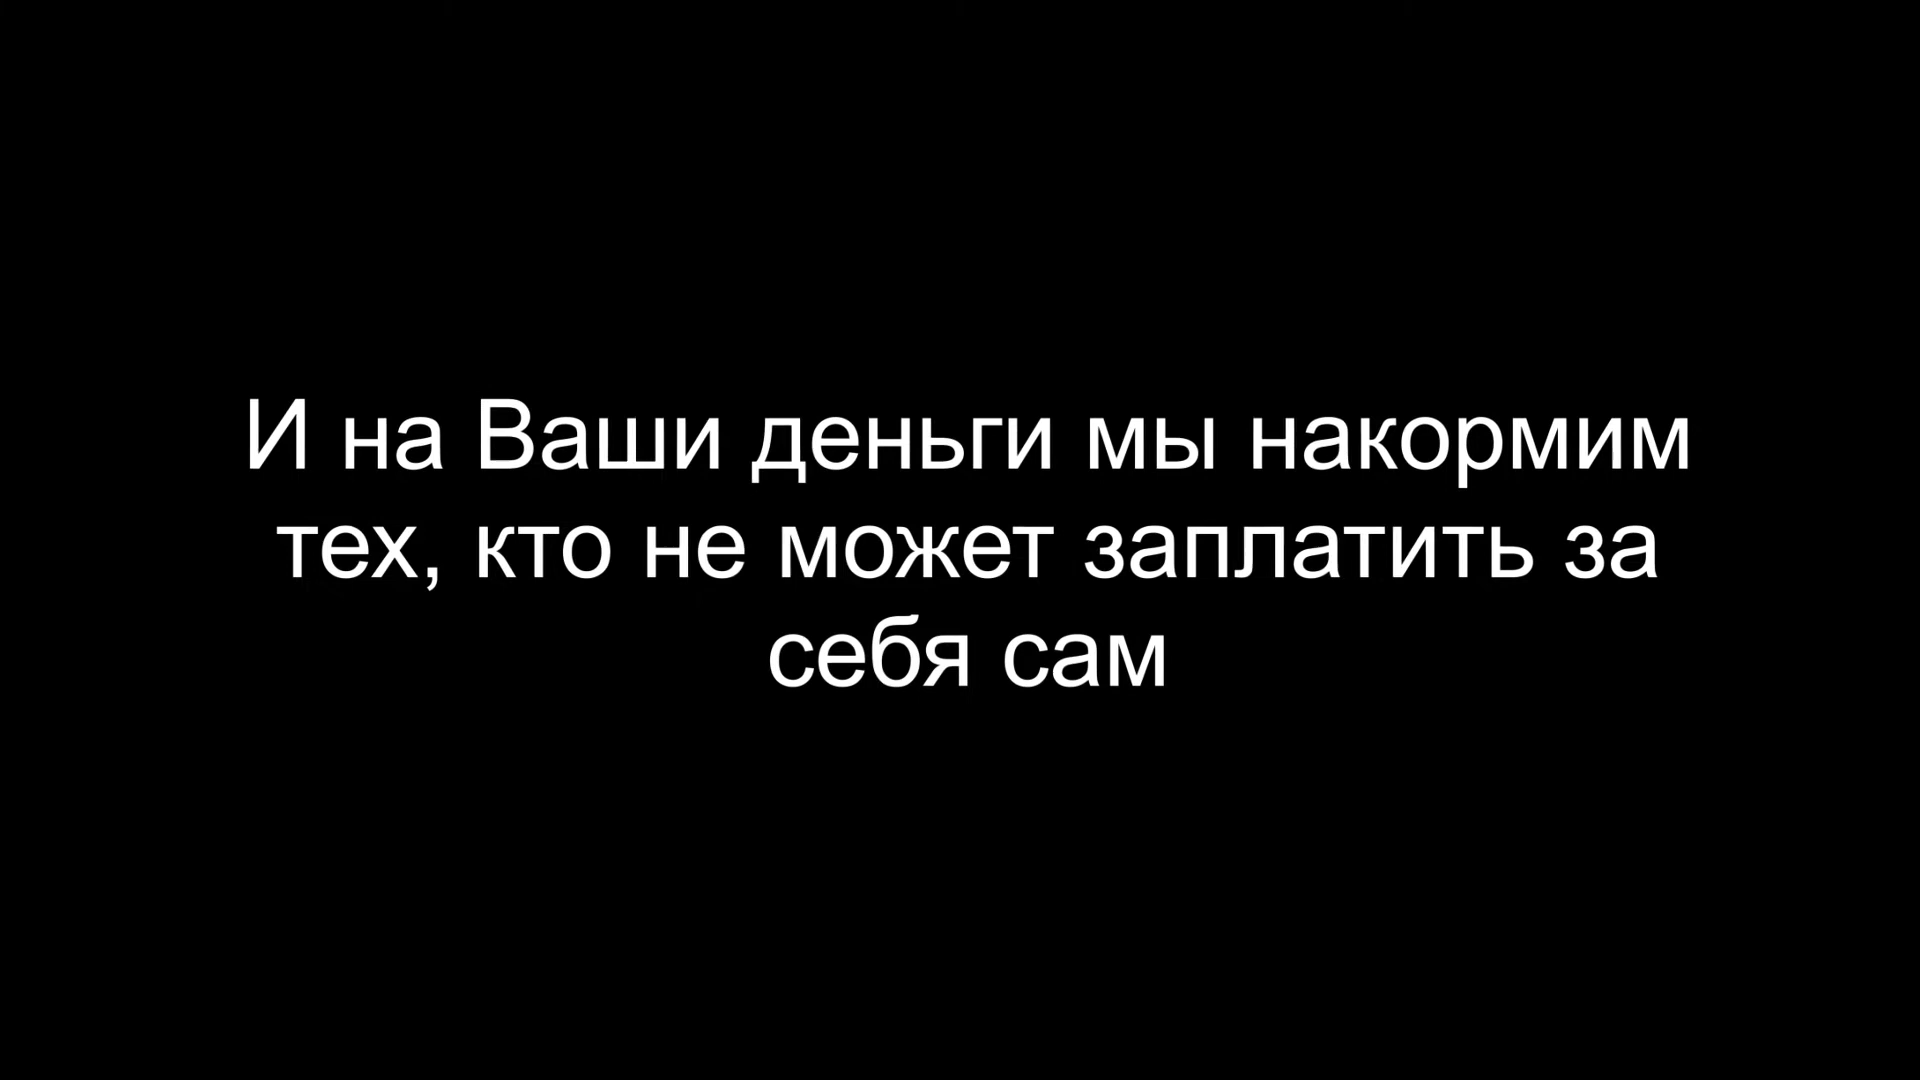 И на Ваши деньги мы накормим
тех, кто не может заплатить за
себя сам